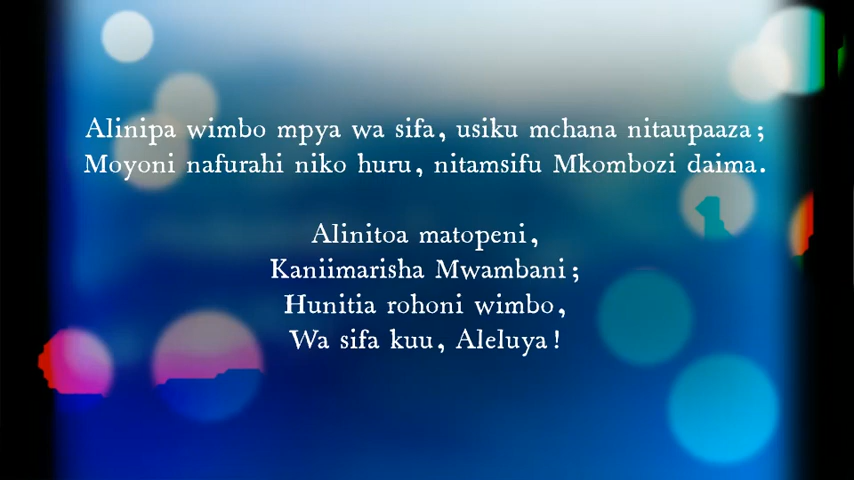 Alinipa wimbo mpya wa sifa, usiku mchana nitaupaaza;
Moyoni nafurahi niko huru, nitamsifu Mkombozi daima.
Alinitoa matopeni,
Kaniimarisha Mwambani;
Hunitia rohoni wimbo,
Wa sifa kuu, Aleluya!